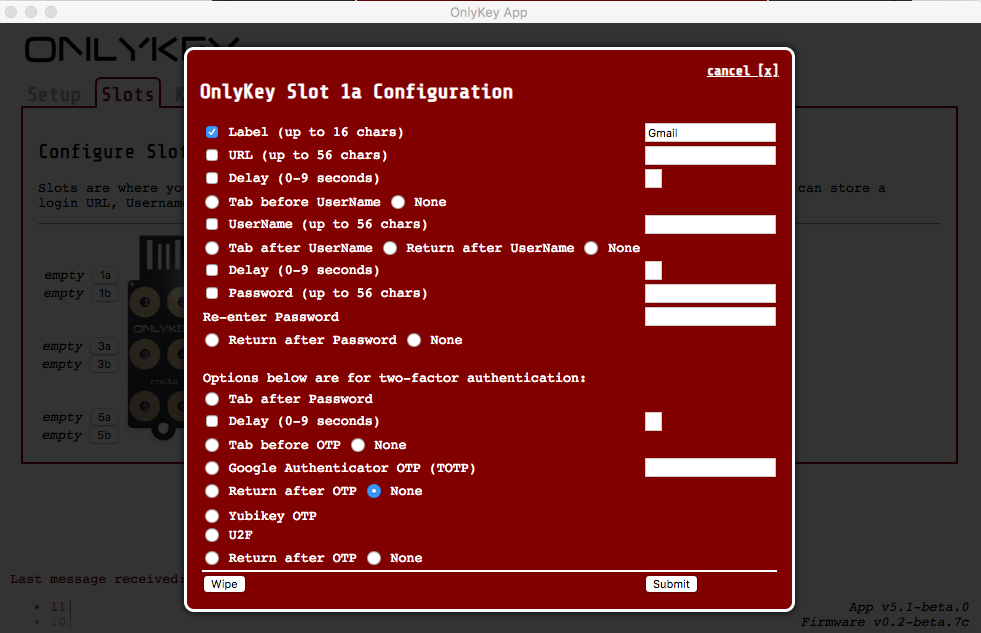 OnlyKey App
ONLYKEY
cancel [x]
OnlyKey Slot 1a Configuration
Setup
Slots
K
Label (up to 16 chars)
Gmail
Configure Slot
URL (up to 56 chars)
Delay (0-9 seconds)
Slots are where yo
can store a
login URL, Usernam
Tab before UserName
None
UserName (up to 56 chars)
Tab after UserName
Return after UserName
None
Delay (0-9 seconds)
empty 1a
Password (up to 56 chars)
empty 1b
Re-enter Password
Return after Password
None
empty 3a
empty 3b
Options below are for two-factor authentication:
Tab after Password
Delay (0-9 seconds)
empty 5a
empty 5b
Tab before OTP
None
Google Authenticator OTP (TOTP)
Return after OTP
None
Yubikey OTP
U2F
Return after OTP
None
Last message received:
Wipe
Submit
11
10
App v5.1-beta.0
Firmware v0.2-beta.7c